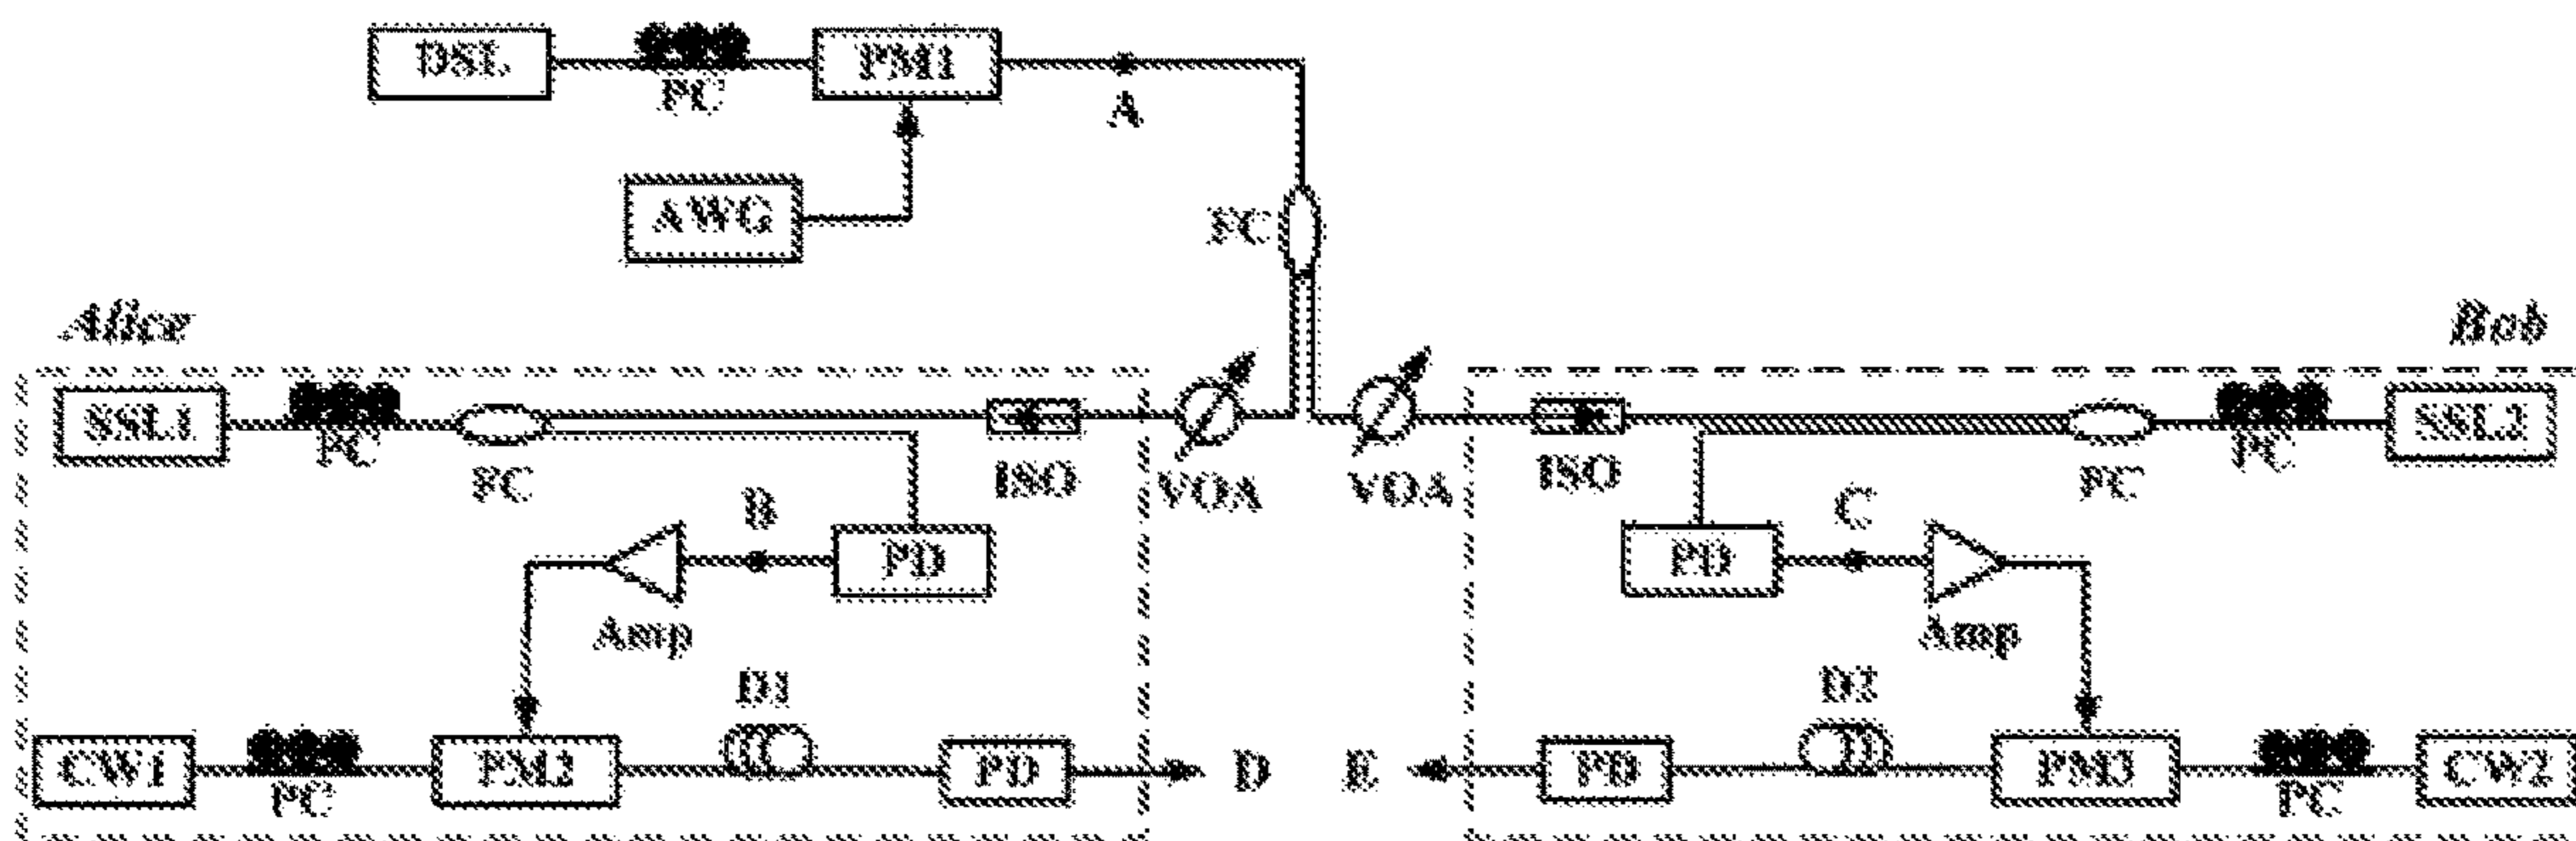 DSL
PC
PM1
A
AWG
FC
Alice
Bob
SSL1
PC
FC
ISO
VOA
VOA
ISO
FC
PC
SSL2
B
PD
Amp
PD
C
Amp
D1
D2
CW1
PC
PM2
PD
D
E
PD
PM3
PC
CW2